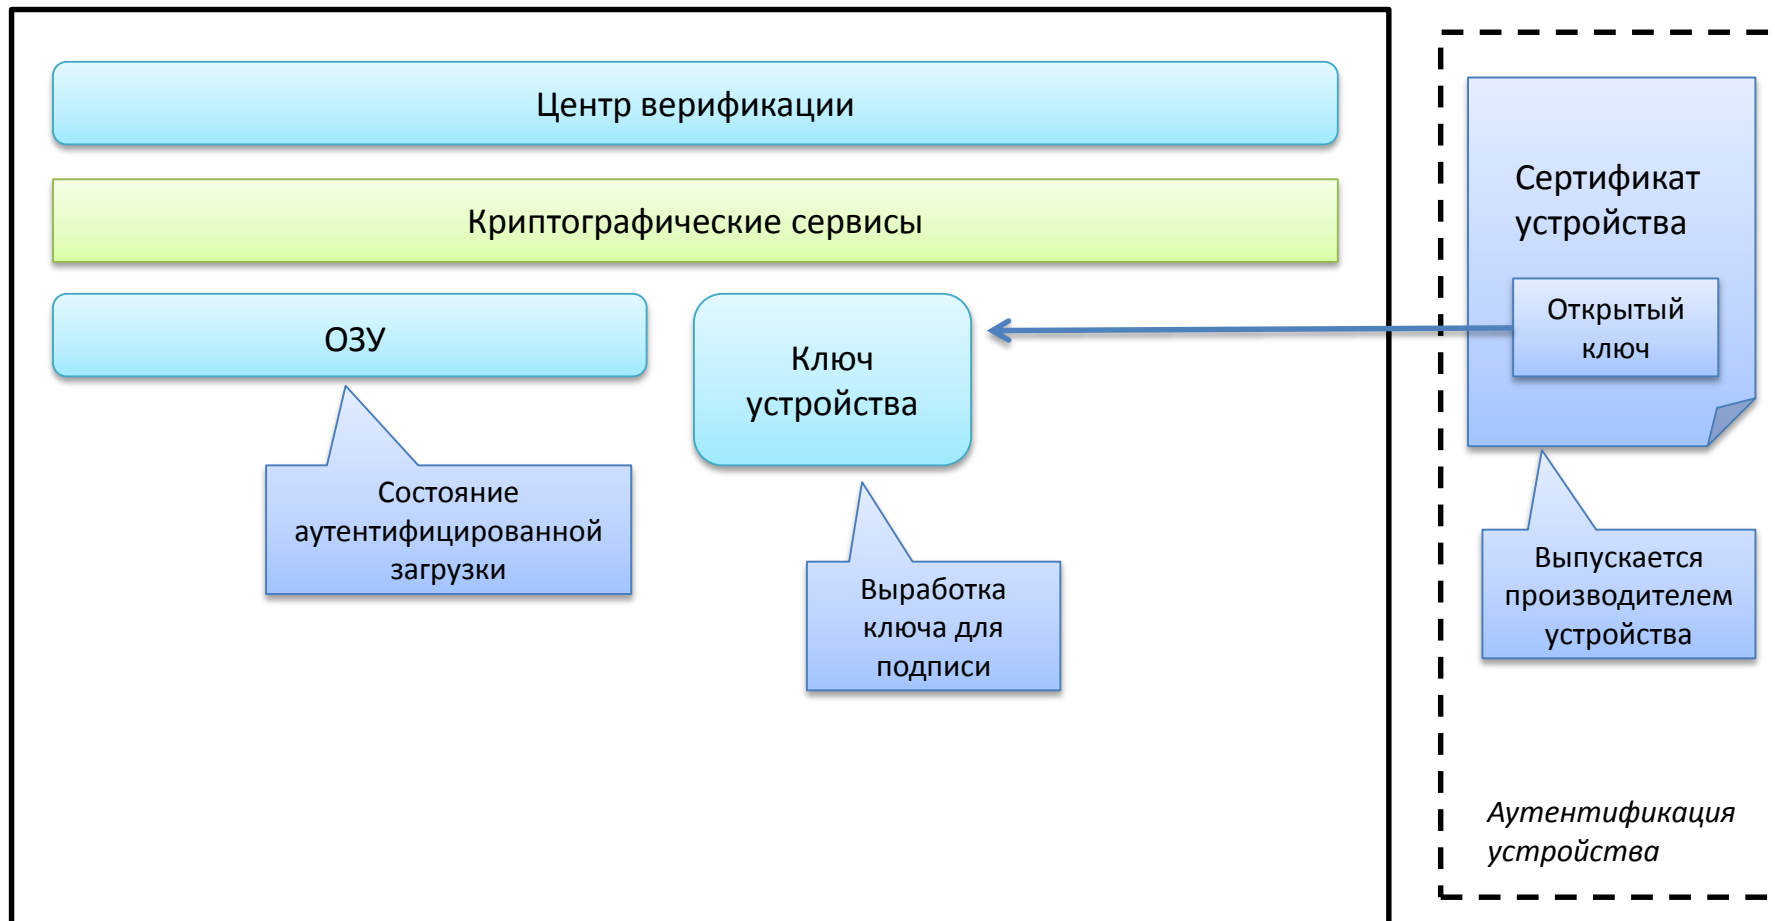 Центр верификации
Криптографические сервисы
ОЗУ
Ключ
устройства
Состояние
аутентифицированной
загрузки
Выработка
ключа для
подписи
Сертификат
устройства
Открытый
ключ
Выпускается
производителем
устройства
Аутентификация
устройства